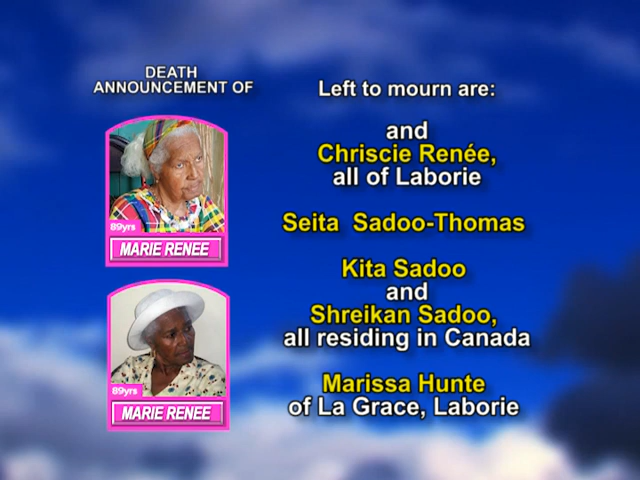 DEATH
ANNOUNCEMENT OF
89yrs
MARIE RENEE
89yrs
MARIE RENEE
Left to mourn are:
and
Chriscie Renée,
all of Laborie
Seita Sadoo-Thomas
Kita Sadoo
and
Shreikan Sadoo,
all residing in Canada
Marissa Hunte
of La Grace, Laborie